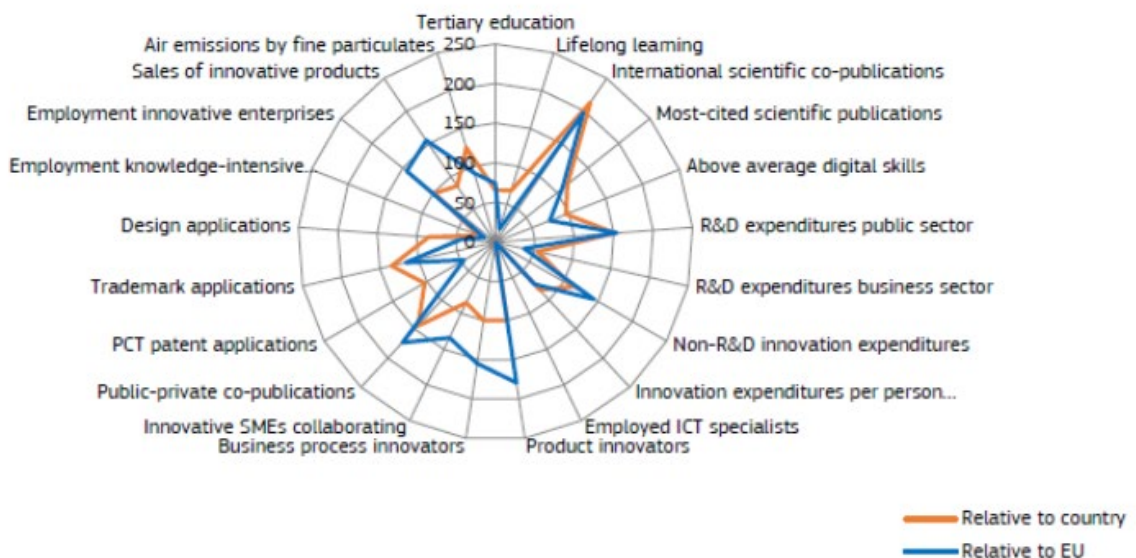 Tertiary education
Lifelong learning
International scientific co-publications
Most-cited scientific publications
Above average digital skills
R&D expenditures public sector
R&D expenditures business sector
Non-R&D innovation expenditures
Innovation expenditures per person...
Employed ICT specialists
Product innovators
Business process innovators
Innovative SMEs collaborating
Public-private co-publications
PCT patent applications
Trademark applications
Design applications
Employment knowledge-intensive...
Employment innovative enterprises
Sales of innovative products
Air emissions by fine particulates
250
200
150
100
50
0
Relative to country
Relative to EU